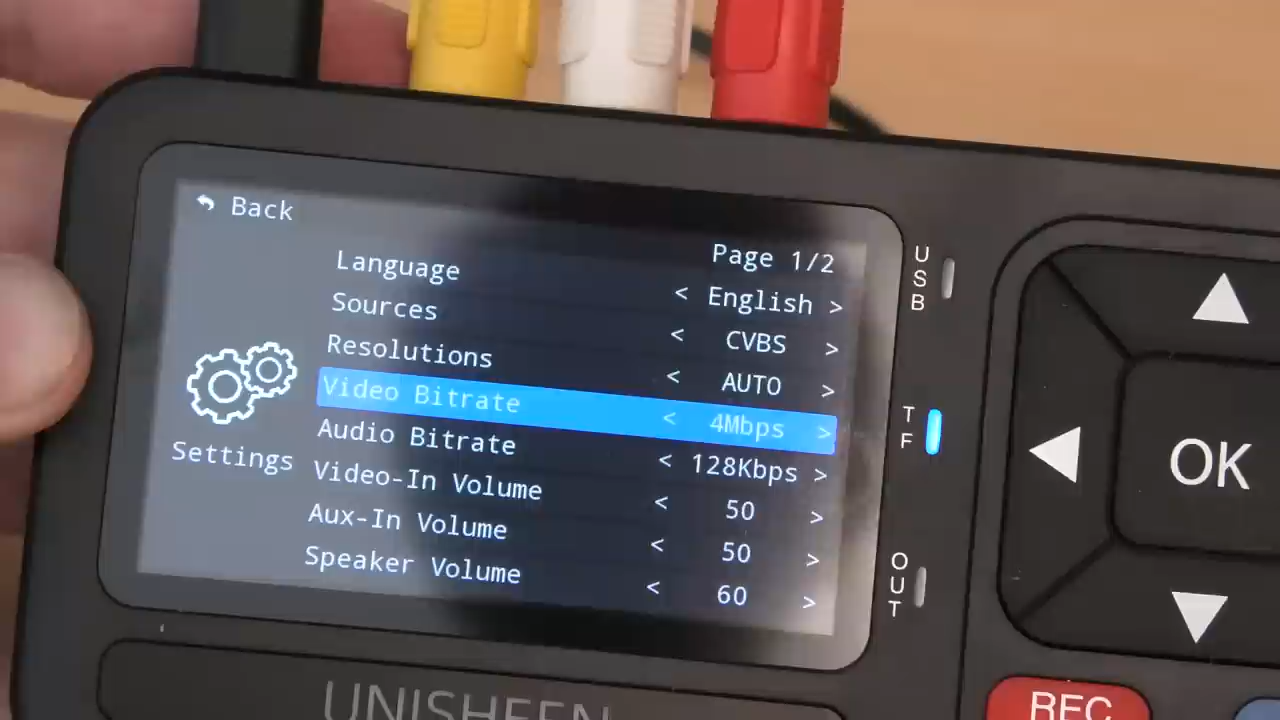 Back
Page 1/2
Language < English >
Sources < CVBS >
Resolutions < AUTO >
Video Bitrate < 4Mbps >
Audio Bitrate < 128Kbps >
Video-In Volume < 50 >
Aux-In Volume < 50 >
Speaker Volume < 60 >
Settings
USB
TF
OUT
OK
REC
UNISHEEN